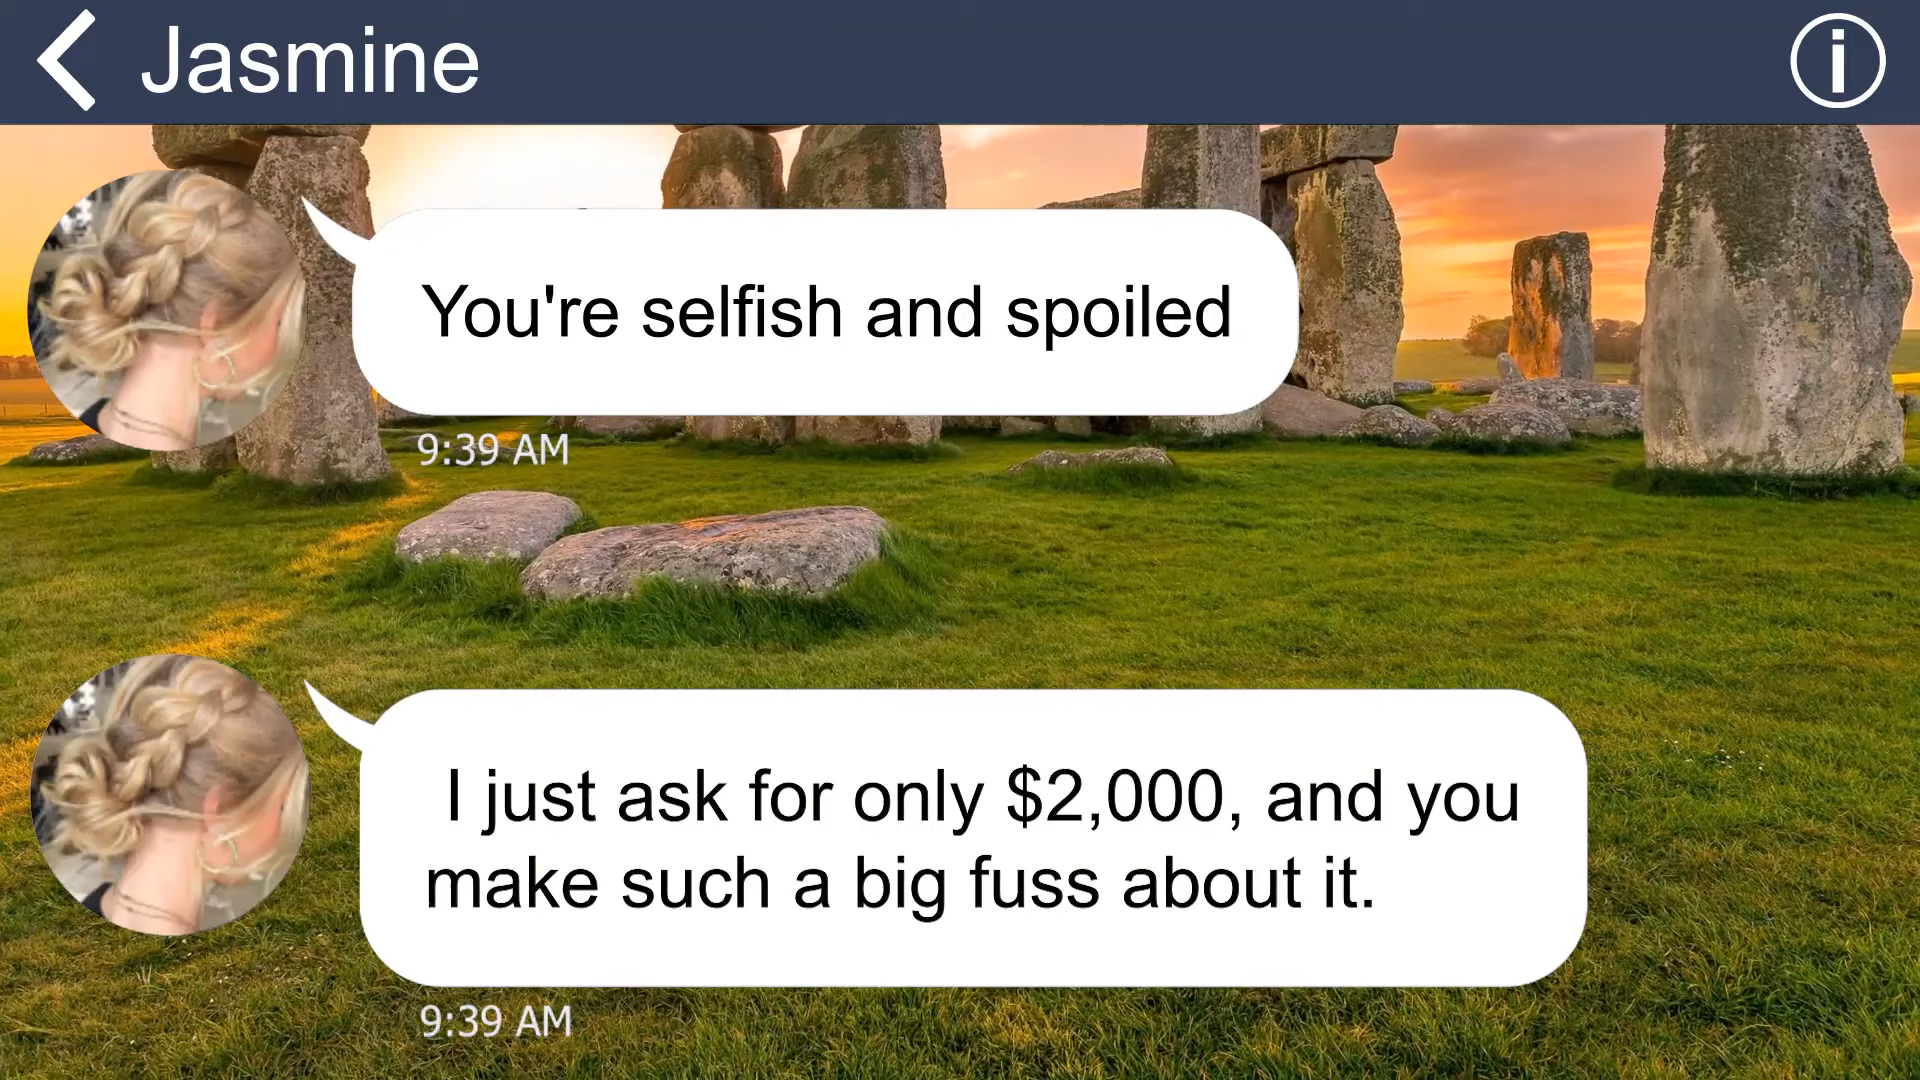 Jasmine
You're selfish and spoiled
9:39 AM
I just ask for only $2,000, and you
make such a big fuss about it.
9:39 AM